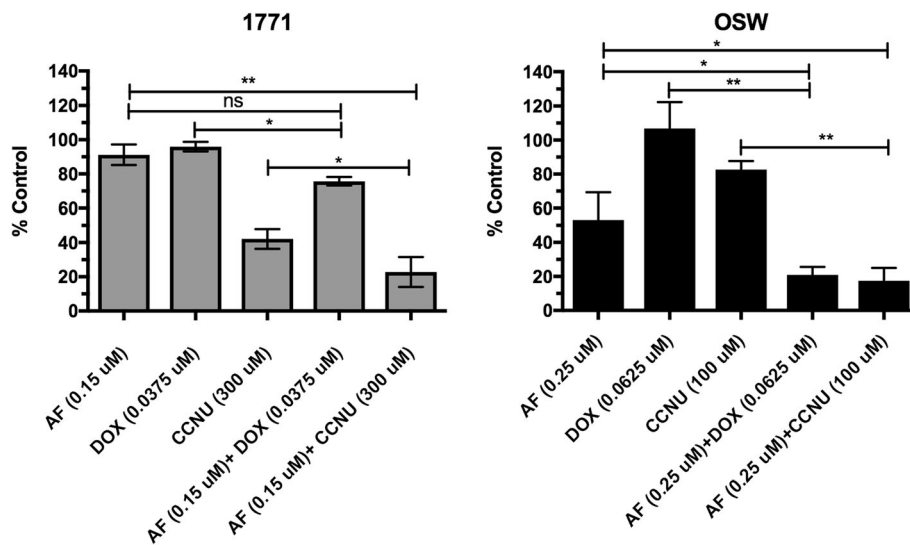 1771
% Control
140
120
100
80
60
40
20
0
**
ns
*
*
AF (0.15 uM)
DOX (0.0375 uM)
CCNU (300 uM)
AF (0.15 uM)+ DOX (0.0375 uM)
AF (0.15 uM)+ CCNU (300 uM)
OSW
% Control
140
120
100
80
60
40
20
0
*
*
**
**
AF (0.25 uM)
DOX (0.0625 uM)
CCNU (100 uM)
AF (0.25 uM)+DOX (0.0625 uM)
AF (0.25 uM)+CCNU (100 uM)